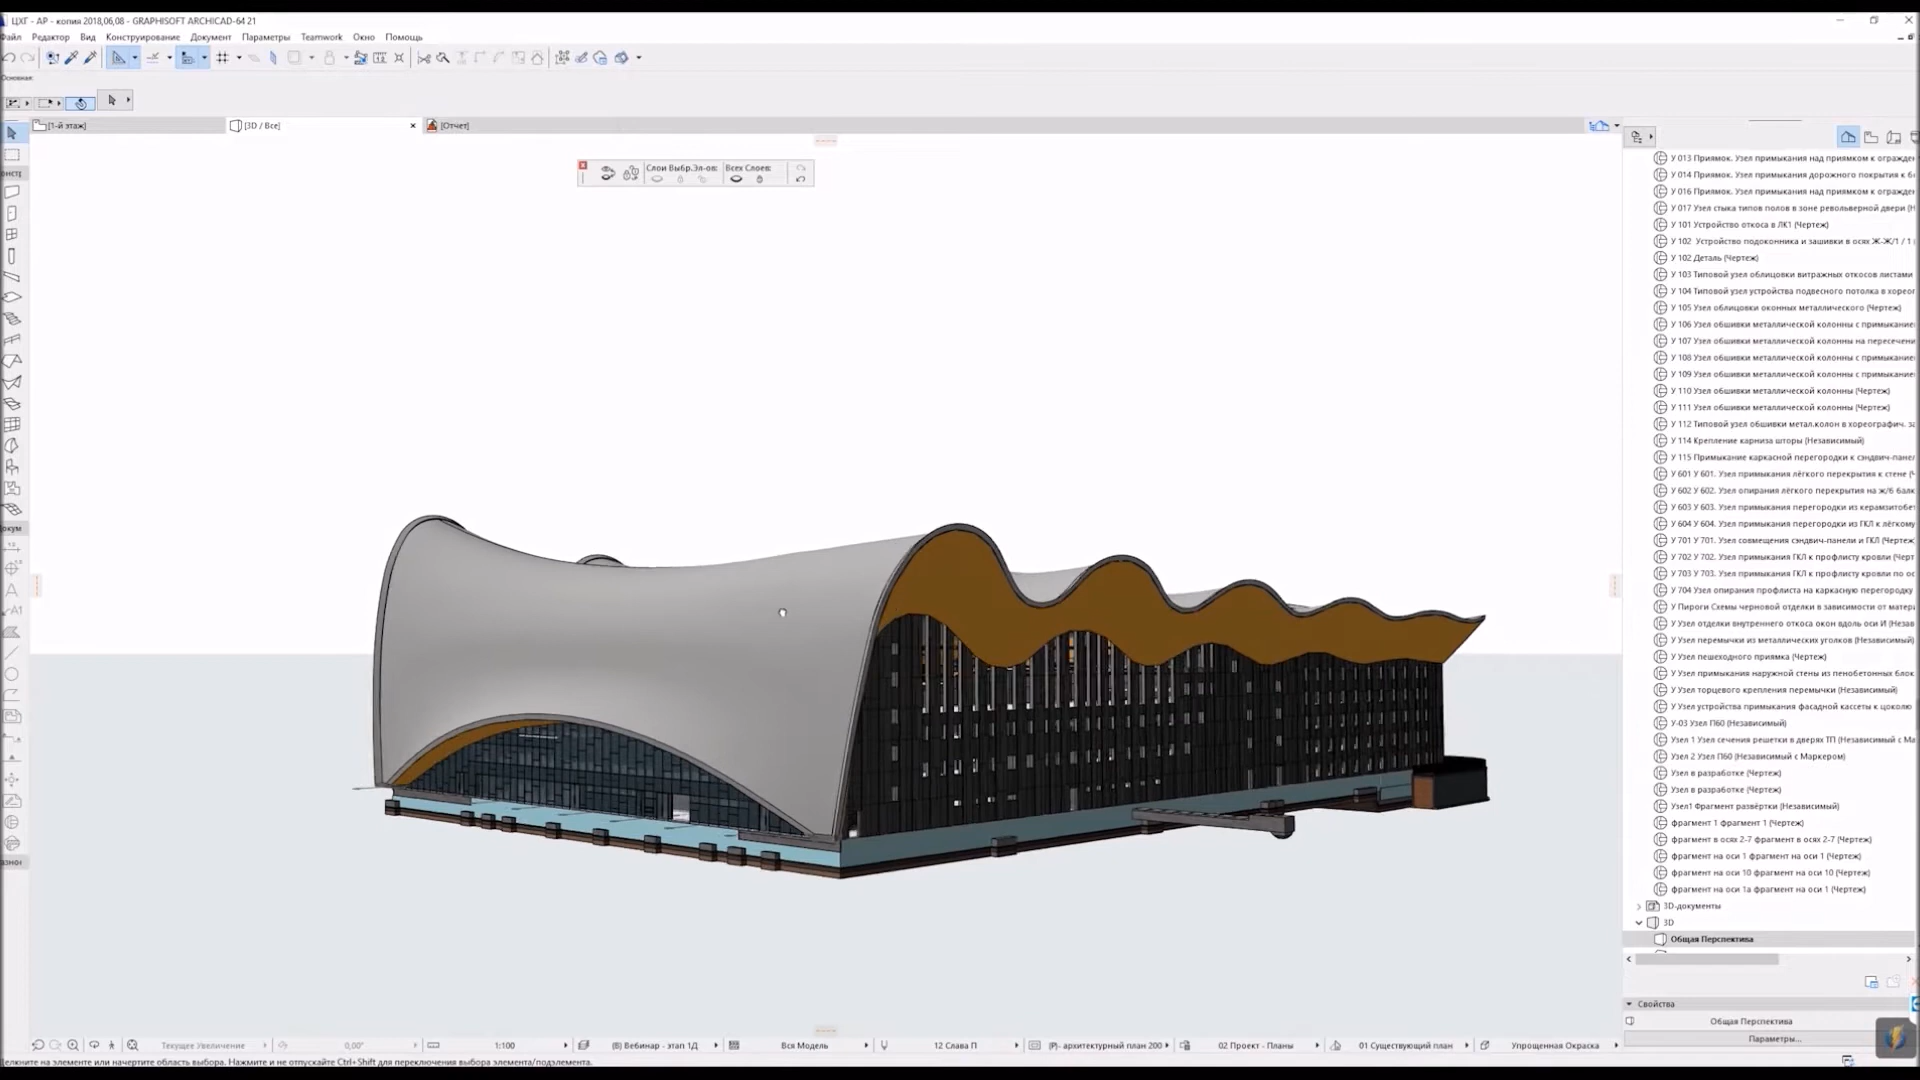 ЦХГ - АР - копия 2018,06,08 - GRAPHISOFT ARCHICAD-64 21
Файл Редактор Вид Конструирование Документ Параметры Teamwork Окно Помощь
Основная:
[1-й этаж]
[3D / Все]
[Отчет]
Слои Выбр.Эл-ов:
Всех Слоев:
У 013 Приямок. Узел примыкания над приямком к огражден
У 014 Приямок. Узел примыкания дорожного покрытия к б
У 016 Приямок. Узел примыкания над приямком к огражден
У 017 Узел стыка типов полов в зоне револьверной двери (Н
У 101 Устройство откоса в ЛК1 (Чертеж)
У 102 Устройство подоконника и зашивки в осях Ж-Ж/1 / 1
У 102 Деталь (Чертеж)
У 103 Типовой узел облицовки витражных откосов листами
У 104 Типовой узел устройства подвесного потолка в хорео
У 105 Узел облицовки оконных металлического (Чертеж)
У 106 Узел обшивки металлической колонны с примыкание
У 107 Узел обшивки металлической колонны на пересечени
У 108 Узел обшивки металлической колонны с примыкание
У 109 Узел обшивки металлической колонны с примыкание
У 110 Узел обшивки металлической колонны (Чертеж)
У 111 Узел обшивки металлической колонны (Чертеж)
У 112 Типовой узел обшивки метал.колон в хореографич. з
У 114 Крепление карниза шторы (Независимый)
У 115 Примыкание каркасной перегородки к сэндвич-пане
У 601 У 601. Узел примыкания лёгкого перекрытия к стене (Ч
У 602 У 602. Узел опирания лёгкого перекрытия на ж/б балк
У 603 У 603. Узел примыкания перегородки из керамзитобе
У 604 У 604. Узел примыкания перегородки из ГКЛ к лёгком
У 701 У 701. Узел совмещения сэндвич-панели и ГКЛ (Чертеж
У 702 У 702. Узел примыкания ГКЛ к профлисту кровли (Черт
У 703 У 703. Узел примыкания ГКЛ к профлисту кровли по ос
У 704 Узел опирания профлиста на каркасную перегородку
У Пироги Схемы черновой отделки в зависимости от матери
У Узел отделки внутреннего откоса окон вдоль оси И (Незав
У Узел перемычки из металлических уголков (Независимый)
У Узел пешеходного приямка (Чертеж)
У Узел примыкания наружной стены из пенобетонных блок
У Узел торцевого крепления перемычки (Независимый)
У Узел устройства примыкания фасадной кассеты к цоколю
У-03 Узел П60 (Независимый)
Узел 1 Узел сечения решетки в дверях ТП (Независимый с Ма
Узел 2 Узел П60 (Независимый с Маркером)
Узел в разработке (Чертеж)
Узел в разработке (Чертеж)
Узел1 Фрагмент развёртки (Независимый)
фрагмент 1 фрагмент 1 (Чертеж)
фрагмент в осях 2-7 фрагмент в осях 2-7 (Чертеж)
фрагмент на оси 1 фрагмент на оси 1 (Чертеж)
фрагмент на оси 10 фрагмент на оси 10 (Чертеж)
фрагмент на оси 1а фрагмент на оси 1 (Чертеж)
3D-документы
3D
Общая Перспектива
Свойства
Общая Перспектива
Параметры...
Текущее Увеличение 0,00° 1:100 (В) Вебинар - этап 1Д Вся Модель 12 Слава П (Р)- архитектурный план 200 02 Проект - Планы 01 Существующий план Упрощенная Окраска
Щелкните на элементе или начертите область выбора. Нажмите и не отпускайте Ctrl+Shift для переключения выбора элемента/подэлемента.